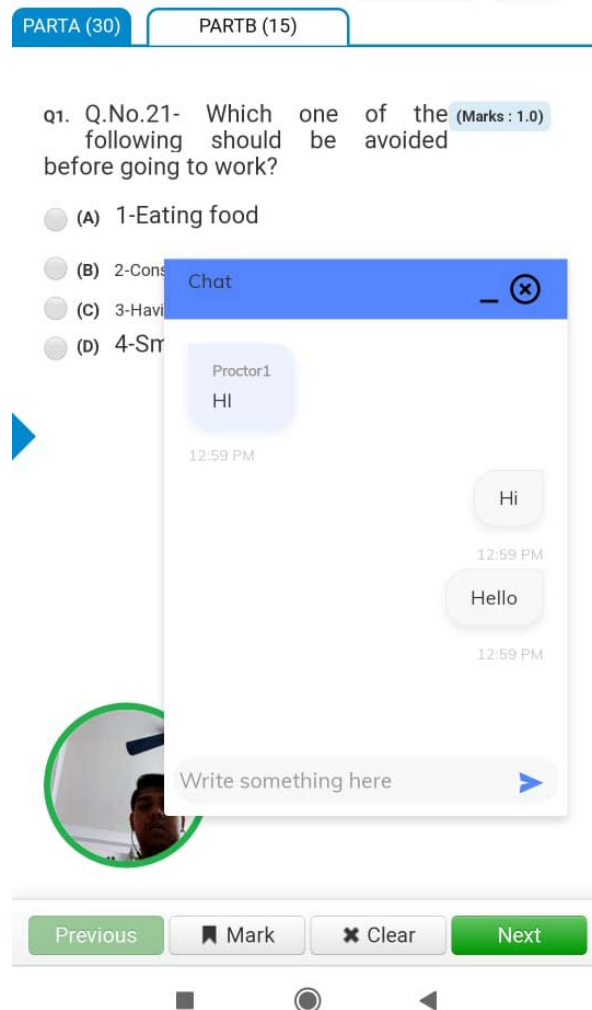 PARTA (30)
PARTB (15)
Q1. Q.No.21- Which one of the (Marks : 1.0)
following should be avoided
before going to work?
(A) 1-Eating food
(B) 2-Cons
(C) 3-Havi
(D) 4-Sm
Chat
Proctor1
HI
12:59 PM
Hi
12:59 PM
Hello
12:59 PM
Write something here
Previous
Mark
Clear
Next